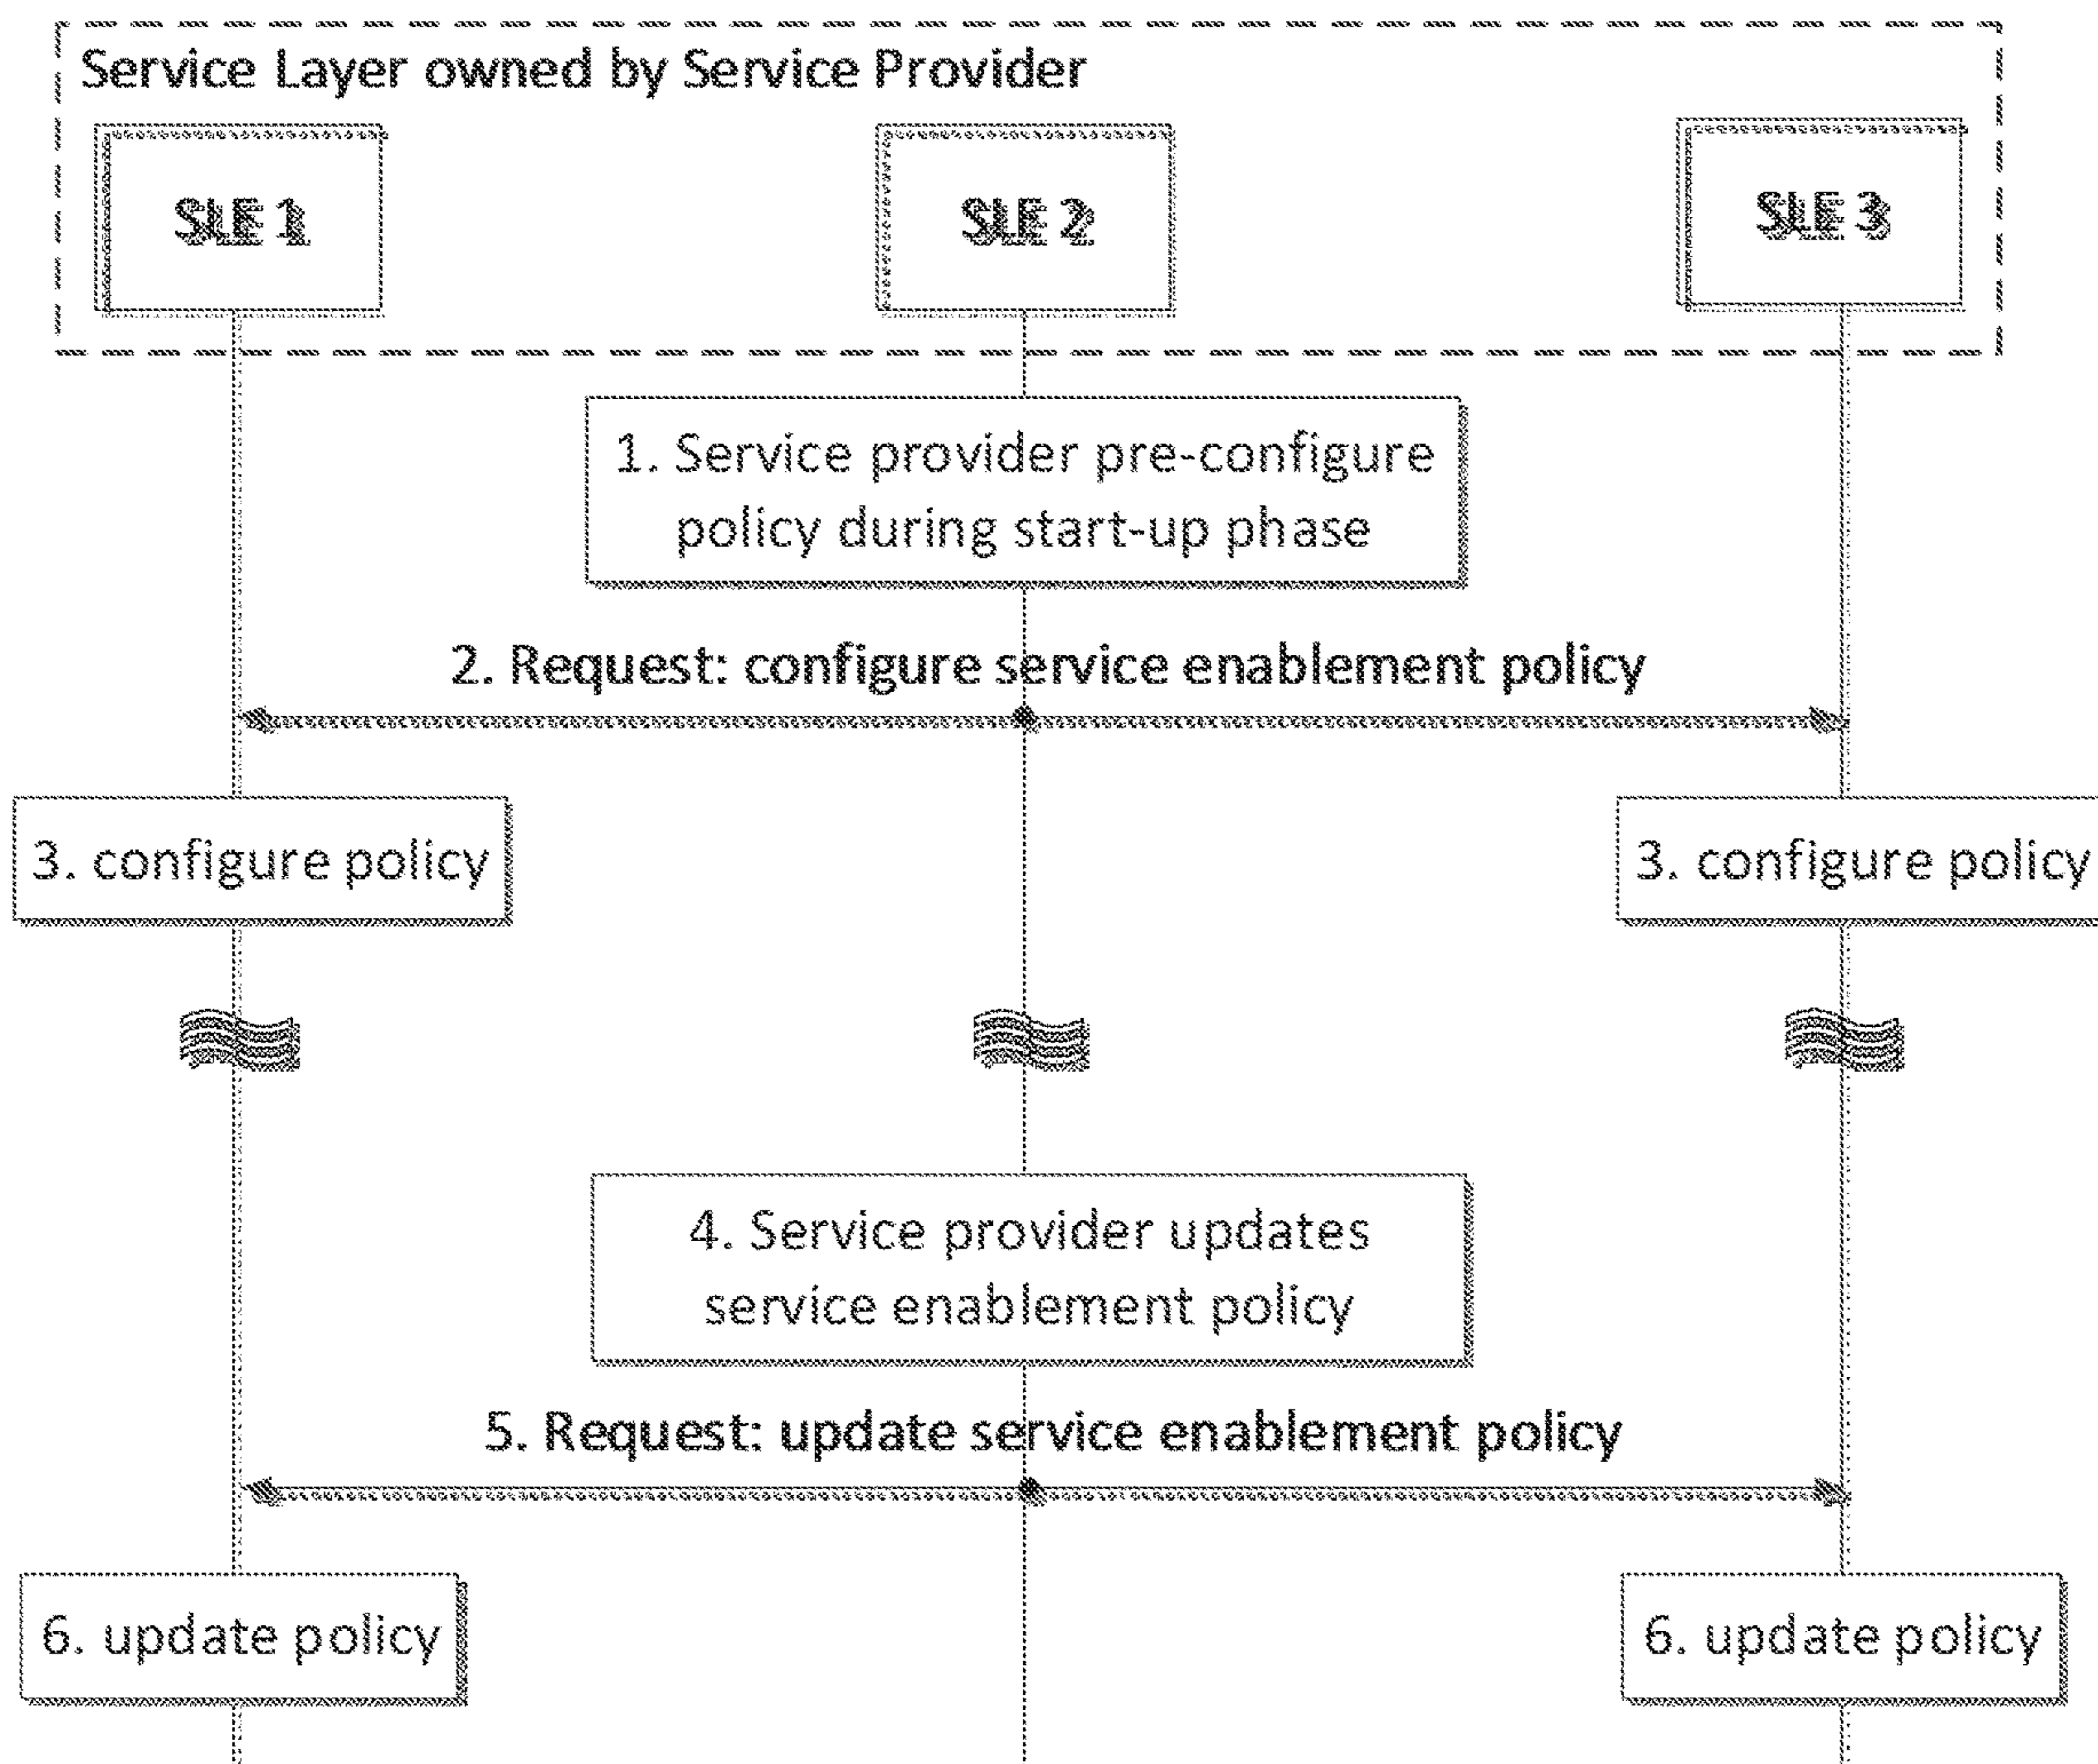 Service Layer owned by Service Provider
SLE 1
SLE 2
SLE 3
1. Service provider pre-configure
policy during start-up phase
2. Request: configure service enablement policy
3. configure policy
3. configure policy
4. Service provider updates
service enablement policy
5. Request: update service enablement policy
6. update policy
6. update policy